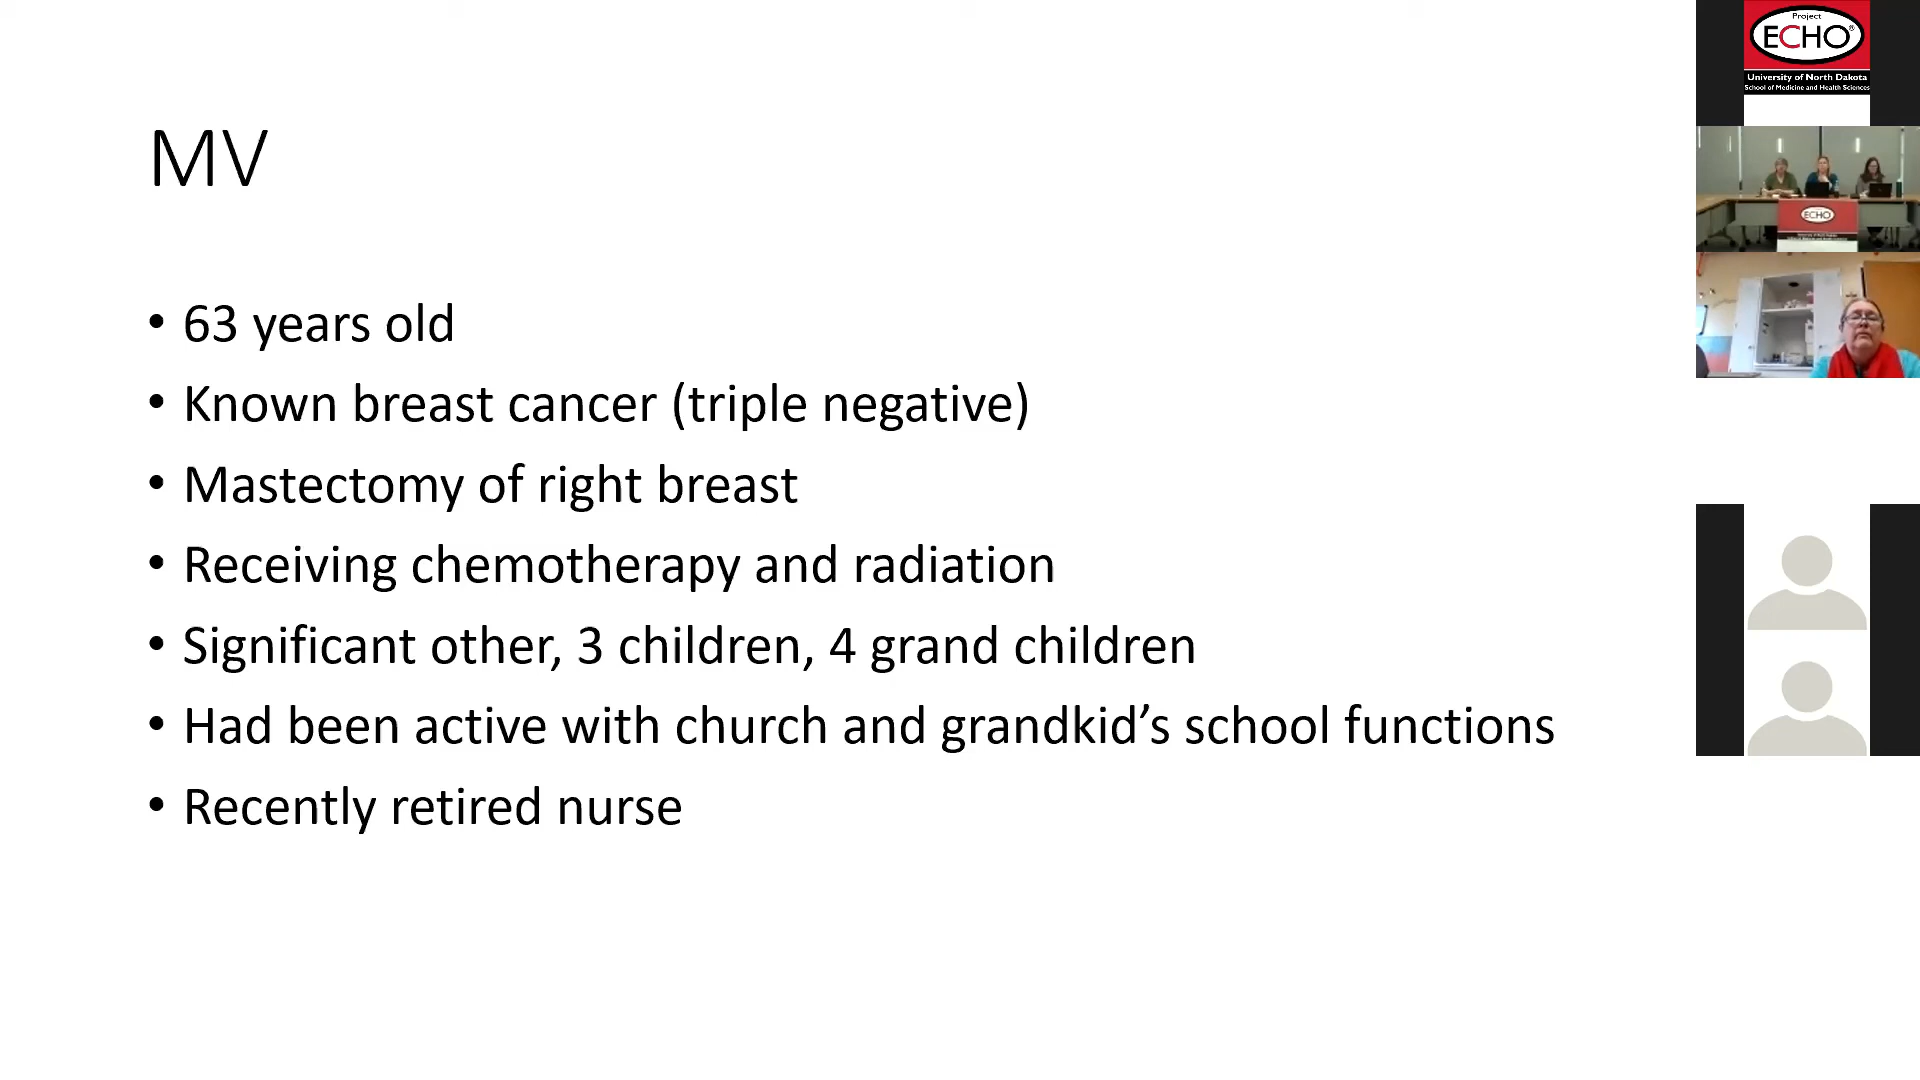 MV
• 63 years old
• Known breast cancer (triple negative)
• Mastectomy of right breast
• Receiving chemotherapy and radiation
• Significant other, 3 children, 4 grand children
• Had been active with church and grandkid’s school functions
• Recently retired nurse
Project
ECHO®
University of North Dakota
School of Medicine and Health Sciences
ECHO